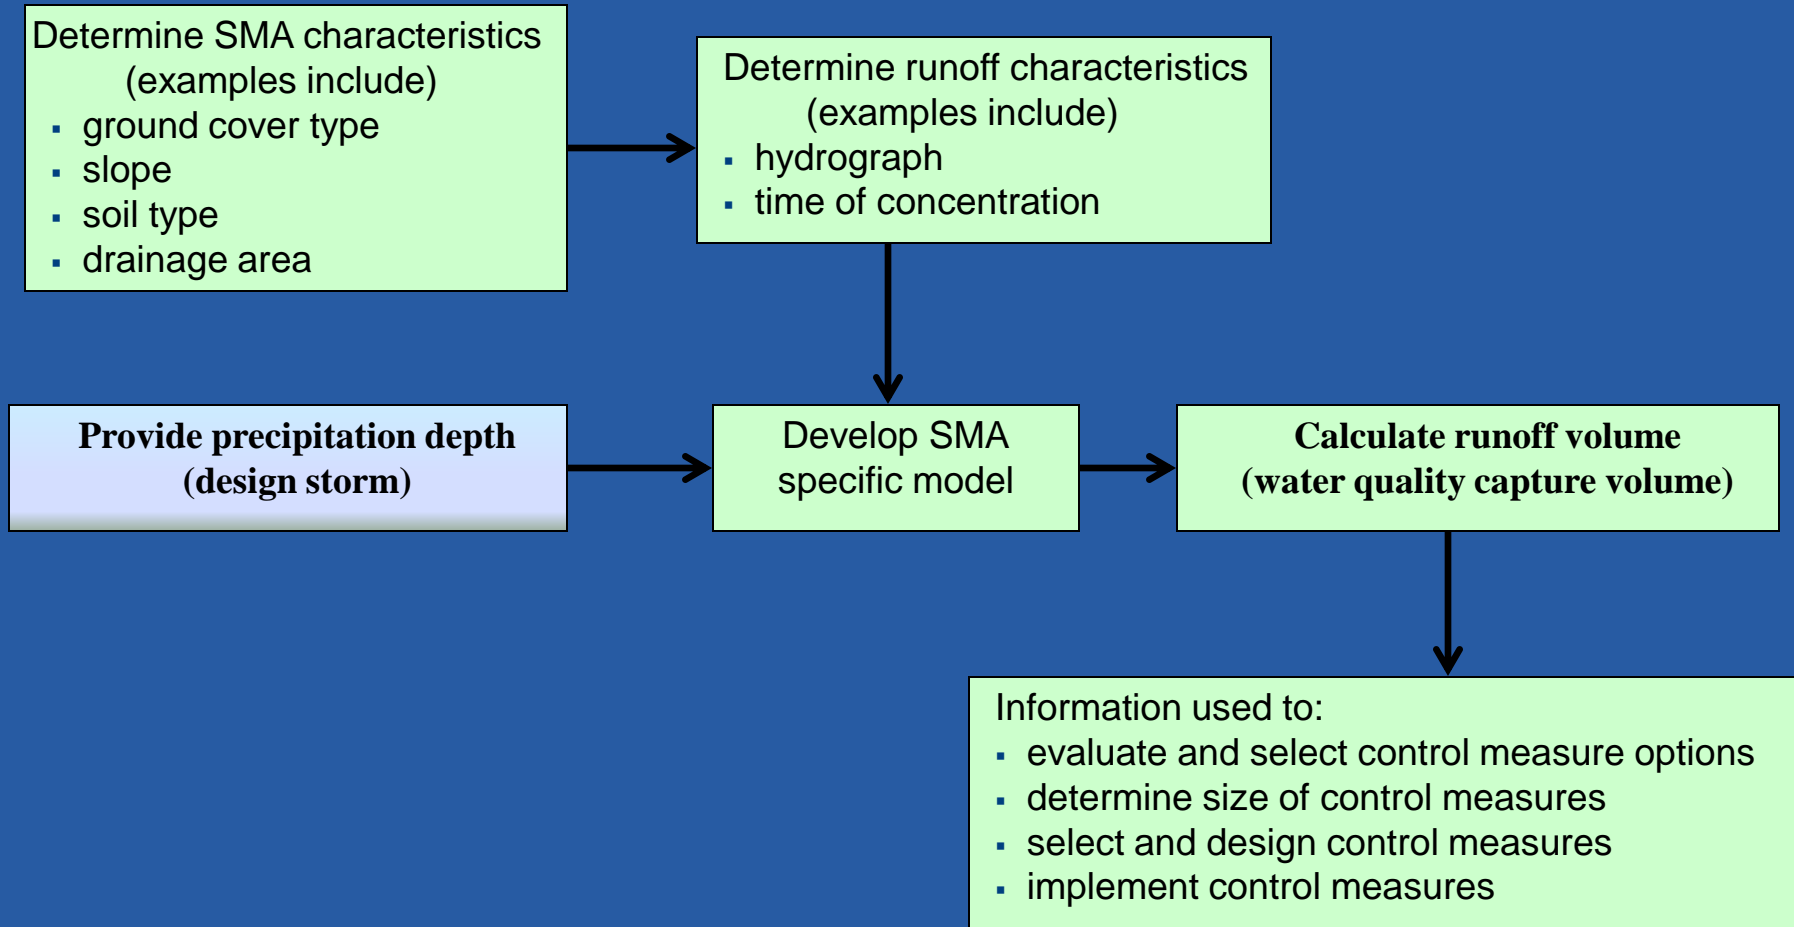 Determine SMA characteristics
(examples include)
▪ ground cover type
▪ slope
▪ soil type
▪ drainage area
Determine runoff characteristics
(examples include)
▪ hydrograph
▪ time of concentration
Provide precipitation depth
(design storm)
Develop SMA
specific model
Calculate runoff volume
(water quality capture volume)
Information used to:
▪ evaluate and select control measure options
▪ determine size of control measures
▪ select and design control measures
▪ implement control measures